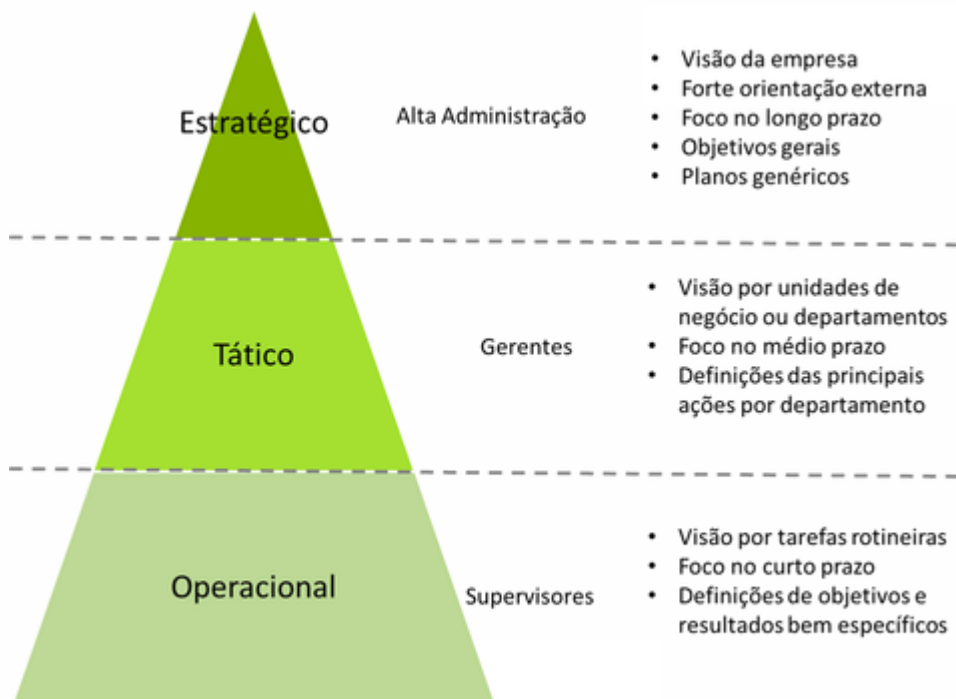 Estratégico
Alta Administração
• Visão da empresa
• Forte orientação externa
• Foco no longo prazo
• Objetivos gerais
• Planos genéricos
Tático
Gerentes
• Visão por unidades de
negócio ou departamentos
• Foco no médio prazo
• Definições das principais
ações por departamento
Operacional
Supervisores
• Visão por tarefas rotineiras
• Foco no curto prazo
• Definições de objetivos e
resultados bem específicos